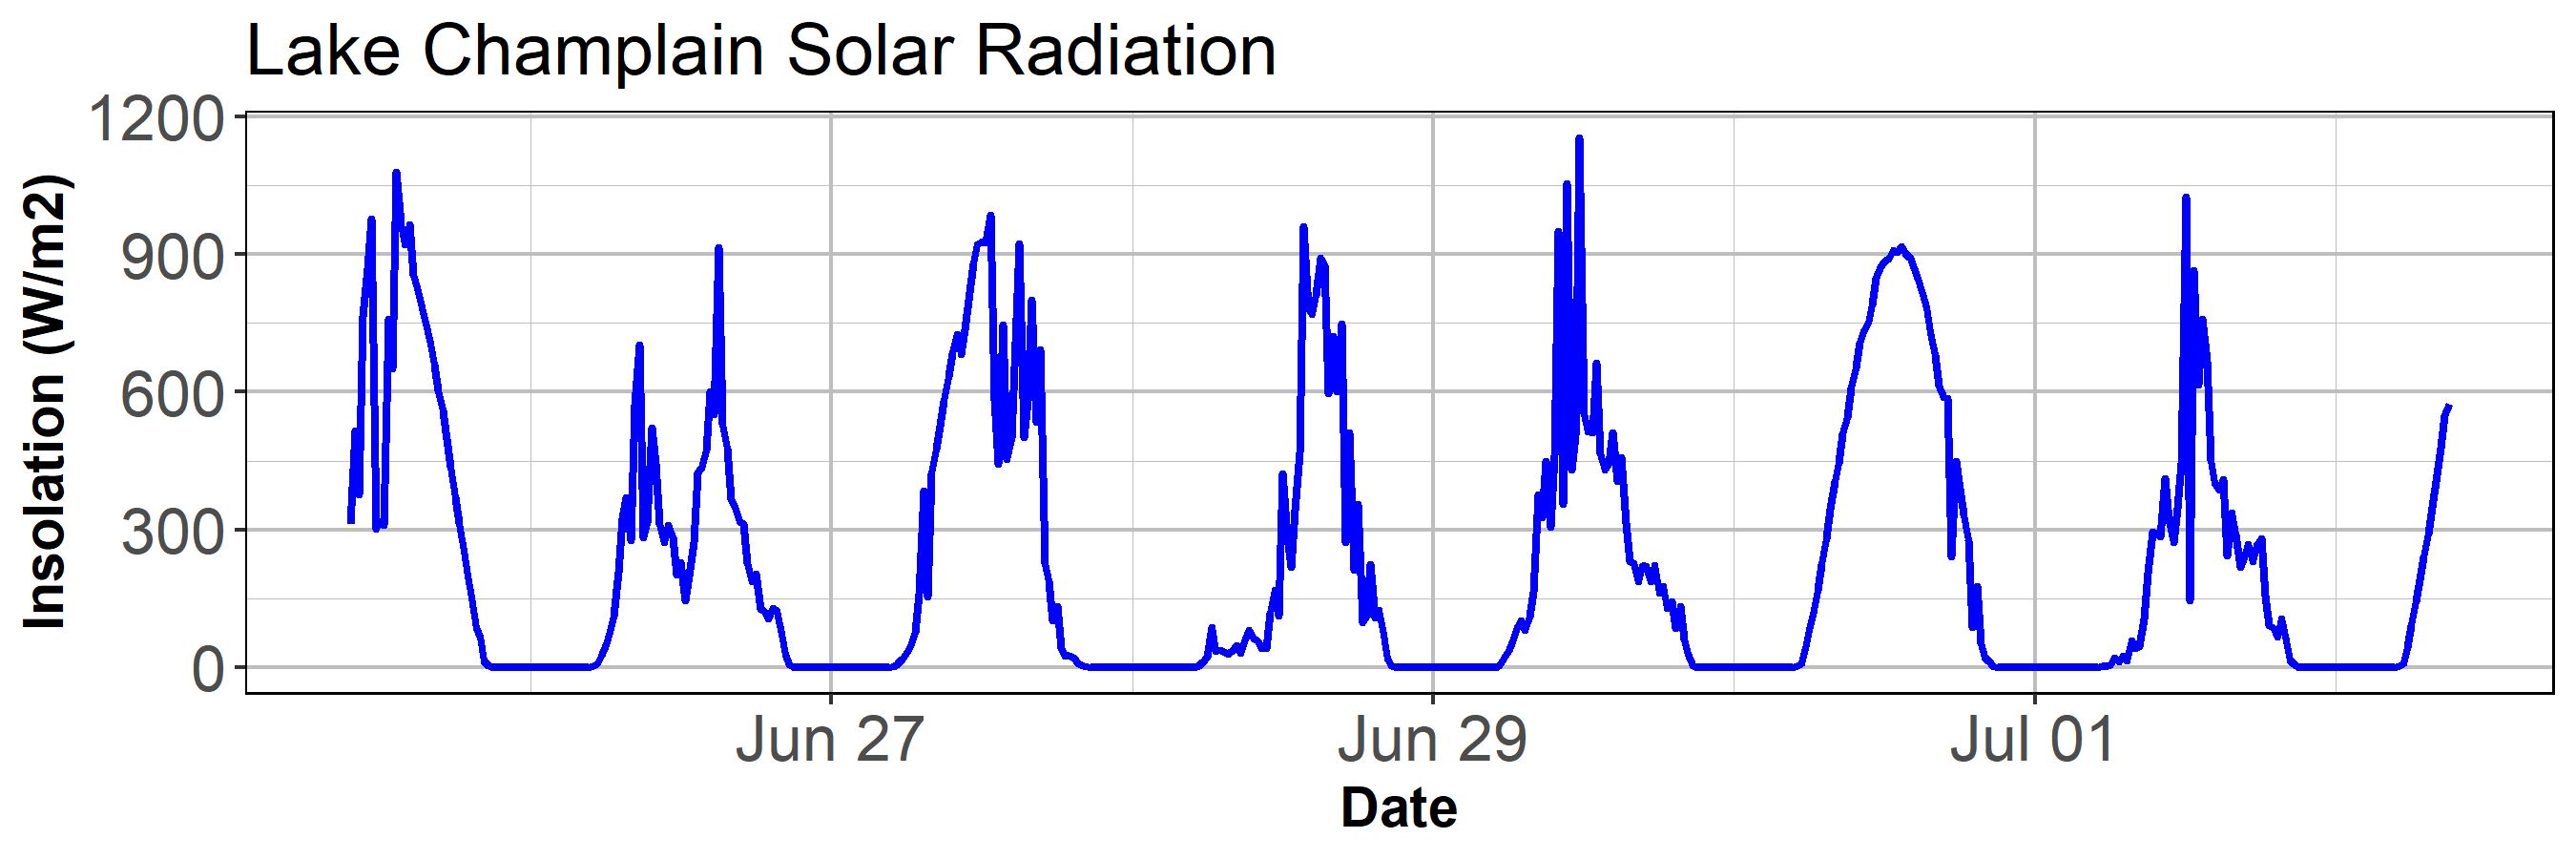 Lake Champlain Solar Radiation
1200
900
600
300
0
Insolation (W/m2)
Jun 27 Jun 29 Jul 01
Date